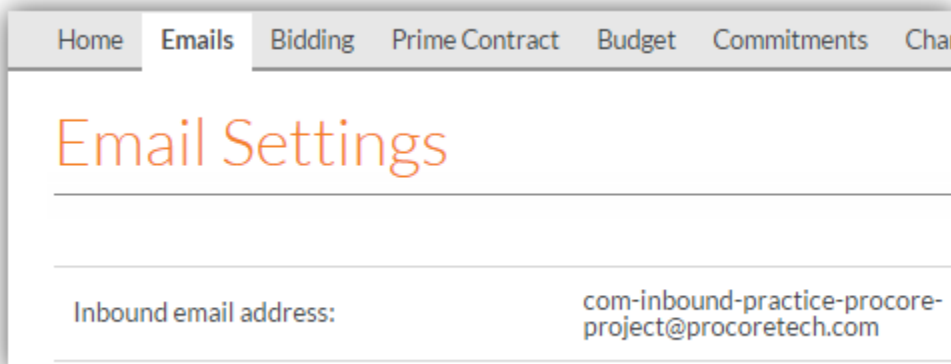 Home Emails Bidding Prime Contract Budget Commitments
Email Settings
Inbound email address: com-inbound-practice-procore-
project@procoretech.com